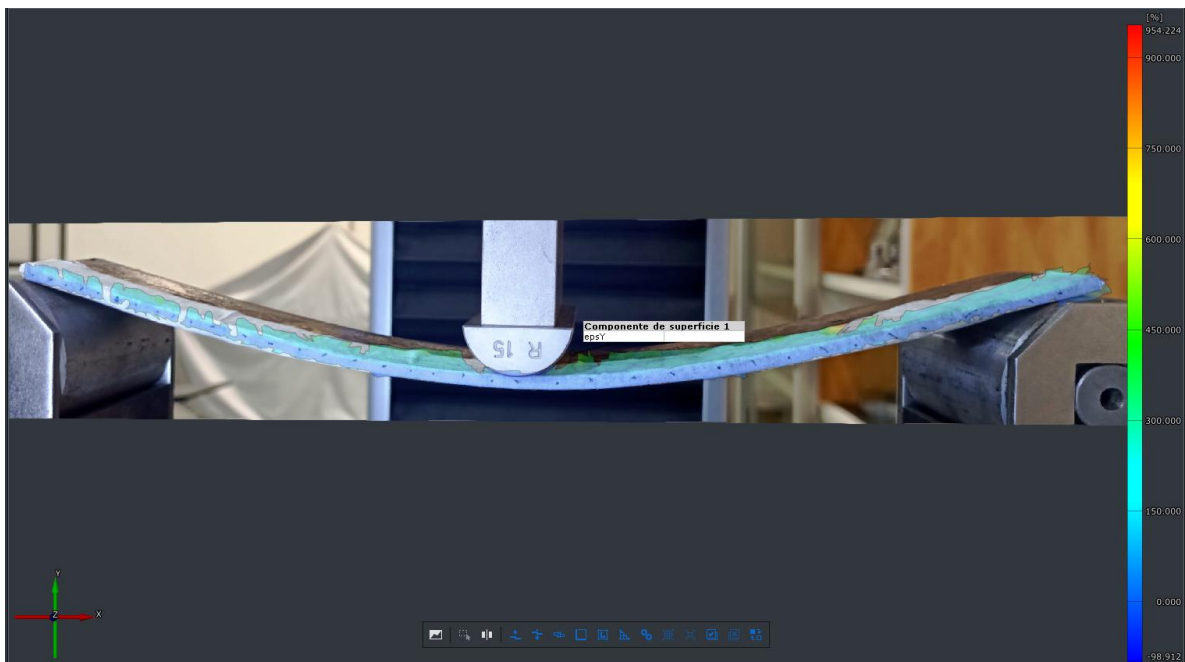 [%]
954.224
900.000
750.000
600.000
450.000
300.000
150.000
0.000
-98.912
Componente de superficie 1
epsY
R 15
Y
Z
X